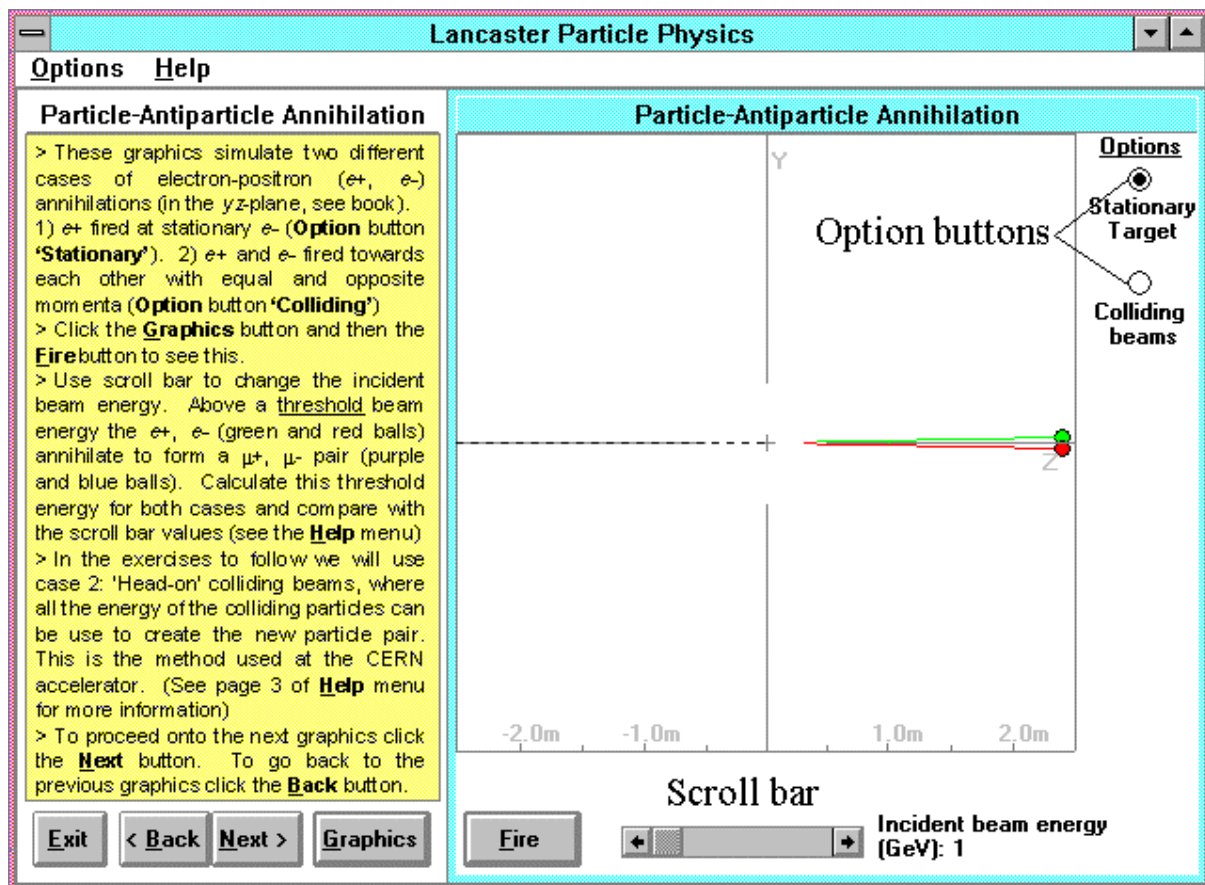 Lancaster Particle Physics
Options Help
Particle-Antiparticle Annihilation
> These graphics simulate two different
cases of electron-positron (e+, e-)
annihilations (in the yz-plane, see book).
1) e+ fired at stationary e- (Option button
'Stationary'). 2) e+ and e- fired towards
each other with equal and opposite
momenta (Option button 'Colliding')
> Click the Graphics button and then the
Fire button to see this.
> Use scroll bar to change the incident
beam energy. Above a threshold beam
energy the e+, e- (green and red balls)
annihilate to form a μ+, μ- pair (purple
and blue balls). Calculate this threshold
energy for both cases and compare with
the scroll bar values (see the Help menu)
> In the exercises to follow we will use
case 2: 'Head-on' colliding beams, where
all the energy of the colliding particles can
be use to create the new particle pair.
This is the method used at the CERN
accelerator. (See page 3 of Help menu
for more information)
> To proceed onto the next graphics click
the Next button. To go back to the
previous graphics click the Back button.
Exit < Back Next > Graphics
Particle-Antiparticle Annihilation
Y
Z
-2.0m -1.0m 1.0m 2.0m
Option buttons
Options
Stationary
Target
Colliding
beams
Scroll bar
Fire
Incident beam energy
(GeV): 1